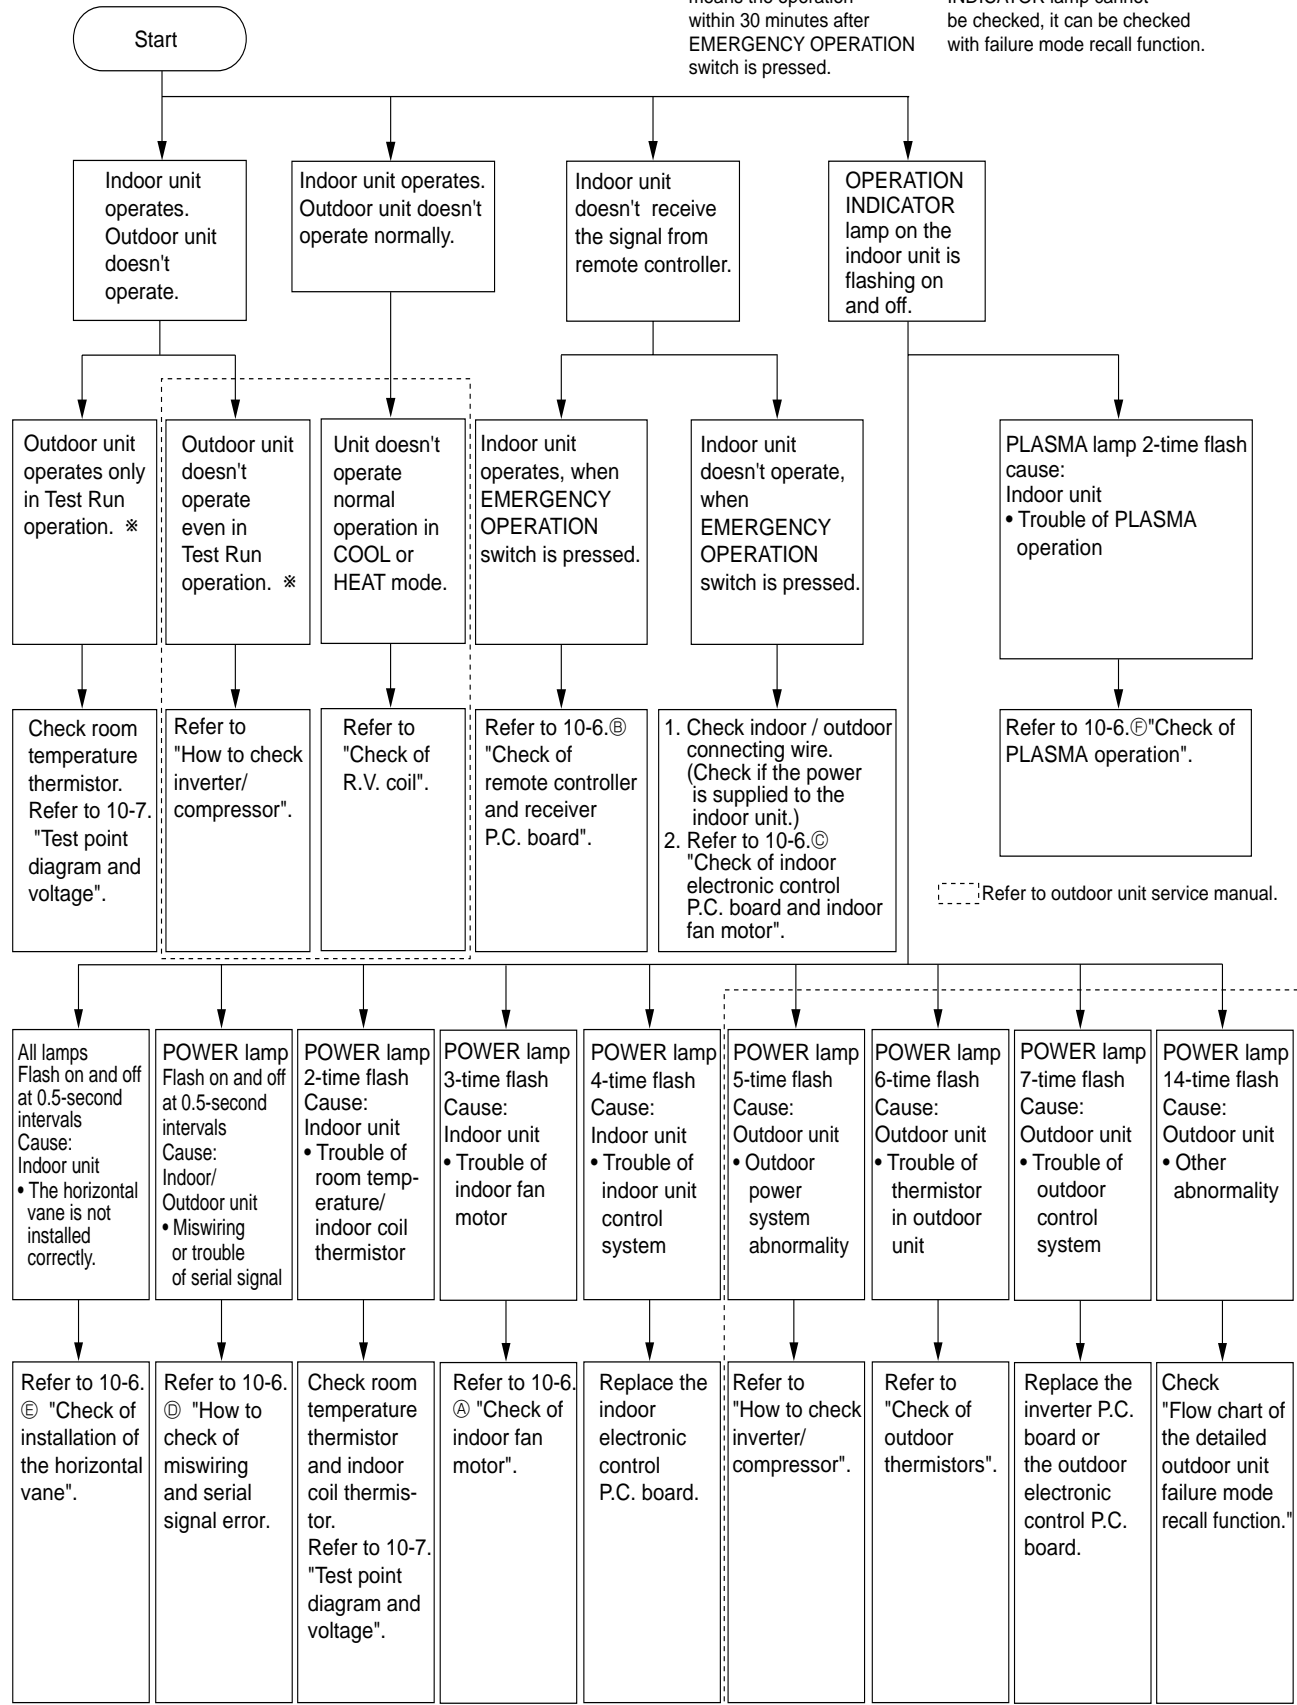 means the operation
within 30 minutes after
EMERGENCY OPERATION
switch is pressed.
INDICATOR lamp cannot
be checked, it can be checked
with failure mode recall function.
Start
Indoor unit
operates.
Outdoor unit
doesn't
operate.
Indoor unit operates.
Outdoor unit doesn't
operate normally.
Indoor unit
doesn't receive
the signal from
remote controller.
OPERATION
INDICATOR
lamp on the
indoor unit is
flashing on
and off.
Outdoor unit
operates only
in Test Run
operation. ※
Outdoor unit
doesn't
operate
even in
Test Run
operation. ※
Unit doesn't
operate
normal
operation in
COOL or
HEAT mode.
Indoor unit
operates, when
EMERGENCY
OPERATION
switch is pressed.
Indoor unit
doesn't operate,
when
EMERGENCY
OPERATION
switch is pressed.
PLASMA lamp 2-time flash
cause:
Indoor unit
• Trouble of PLASMA
operation
Check room
temperature
thermistor.
Refer to 10-7.
"Test point
diagram and
voltage".
Refer to
"How to check
inverter/
compressor".
Refer to
"Check of
R.V. coil".
Refer to 10-6.Ⓑ
"Check of
remote controller
and receiver
P.C. board".
1. Check indoor / outdoor
connecting wire.
(Check if the power
is supplied to the
indoor unit.)
2. Refer to 10-6.Ⓒ
"Check of indoor
electronic control
P.C. board and indoor
fan motor".
Refer to 10-6.Ⓕ"Check of
PLASMA operation".
Refer to outdoor unit service manual.
All lamps
Flash on and off
at 0.5-second
intervals
Cause:
Indoor unit
• The horizontal
vane is not
installed
correctly.
POWER lamp
Flash on and off
at 0.5-second
intervals
Cause:
Indoor/
Outdoor unit
• Miswiring
or trouble
of serial signal
POWER lamp
2-time flash
Cause:
Indoor unit
• Trouble of
room temp-
erature/
indoor coil
thermistor
POWER lamp
3-time flash
Cause:
Indoor unit
• Trouble of
indoor fan
motor
POWER lamp
4-time flash
Cause:
Indoor unit
• Trouble of
indoor unit
control
system
POWER lamp
5-time flash
Cause:
Outdoor unit
• Outdoor
power
system
abnormality
POWER lamp
6-time flash
Cause:
Outdoor unit
• Trouble of
thermistor
in outdoor
unit
POWER lamp
7-time flash
Cause:
Outdoor unit
• Trouble of
outdoor
control
system
POWER lamp
14-time flash
Cause:
Outdoor unit
• Other
abnormality
Refer to 10-6.
Ⓔ "Check of
installation of
the horizontal
vane".
Refer to 10-6.
Ⓓ "How to
check of
miswiring
and serial
signal error.
Check room
temperature
thermistor
and indoor
coil thermis-
tor.
Refer to 10-7.
"Test point
diagram and
voltage".
Refer to 10-6.
Ⓐ "Check of
indoor fan
motor".
Replace the
indoor
electronic
control
P.C. board.
Refer to
"How to check
inverter/
compressor".
Refer to
"Check of
outdoor
thermistors".
Replace the
inverter P.C.
board or
the outdoor
electronic
control P.C.
board.
Check
"Flow chart of
the detailed
outdoor unit
failure mode
recall function."